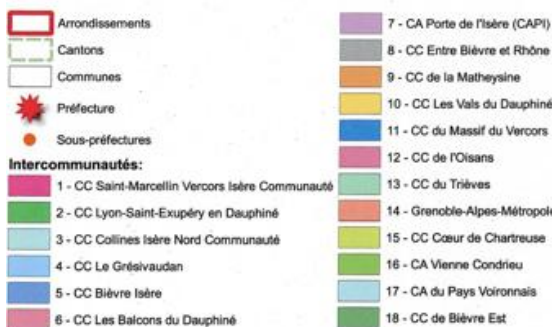 Arrondissements
Cantons
Communes
Préfecture
Sous-préfectures
Intercommunautés:
1 - CC Saint-Marcellin Vercors Isère Communauté
2 - CC Lyon-Saint-Exupéry en Dauphiné
3 - CC Collines Isère Nord Communauté
4 - CC Le Grésivaudan
5 - CC Bièvre Isère
6 - CC Les Balcons du Dauphiné
7 - CA Porte de l'Isère (CAPI)
8 - CC Entre Bièvre et Rhône
9 - CC de la Matheysine
10 - CC Les Vals du Dauphiné
11 - CC du Massif du Vercors
12 - CC de l'Oisans
13 - CC du Trièves
14 - Grenoble-Alpes-Métropole
15 - CC Cœur de Chartreuse
16 - CA Vienne Condrieu
17 - CA du Pays Voironnais
18 - CC de Bièvre Est